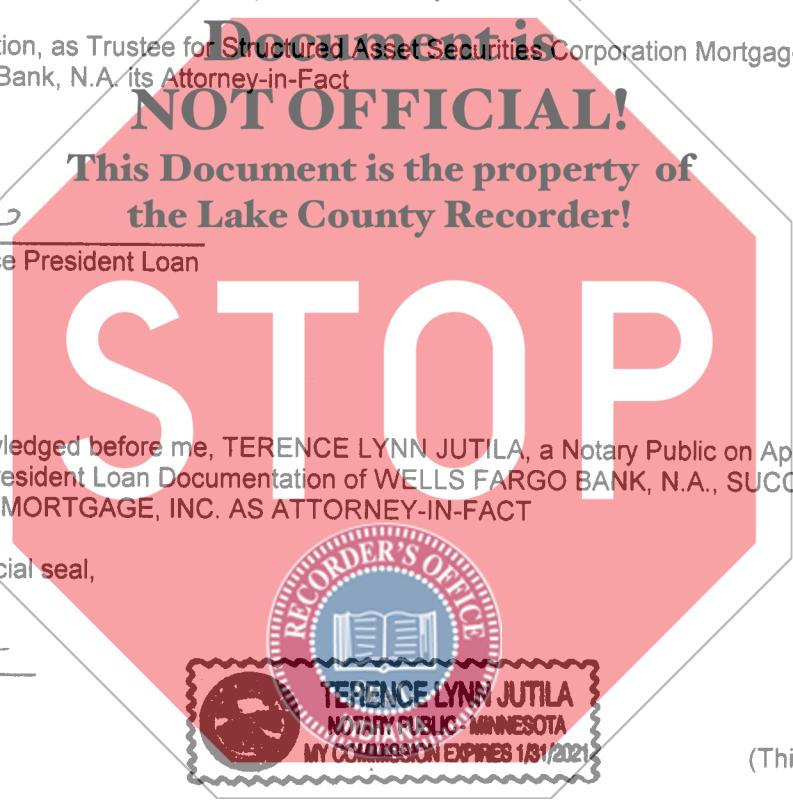 Document is
tion, as Trustee for Structured Asset Securities Corporation Mortgag
Bank, N.A. its Attorney-in-Fact
NOT OFFICIAL!
This Document is the property of
the Lake County Recorder!
e President Loan
STOP
ledged before me, TERENCE LYNN JUTILA, a Notary Public on Ap
resident Loan Documentation of WELLS FARGO BANK, N.A., SUCC
MORTGAGE, INC. AS ATTORNEY-IN-FACT
cial seal,
RECORDER'S OFFICE
TERENCE LYNN JUTILA
NOTARY PUBLIC - MINNESOTA
MY COMMISSION EXPIRES 1/31/2021
(Thi